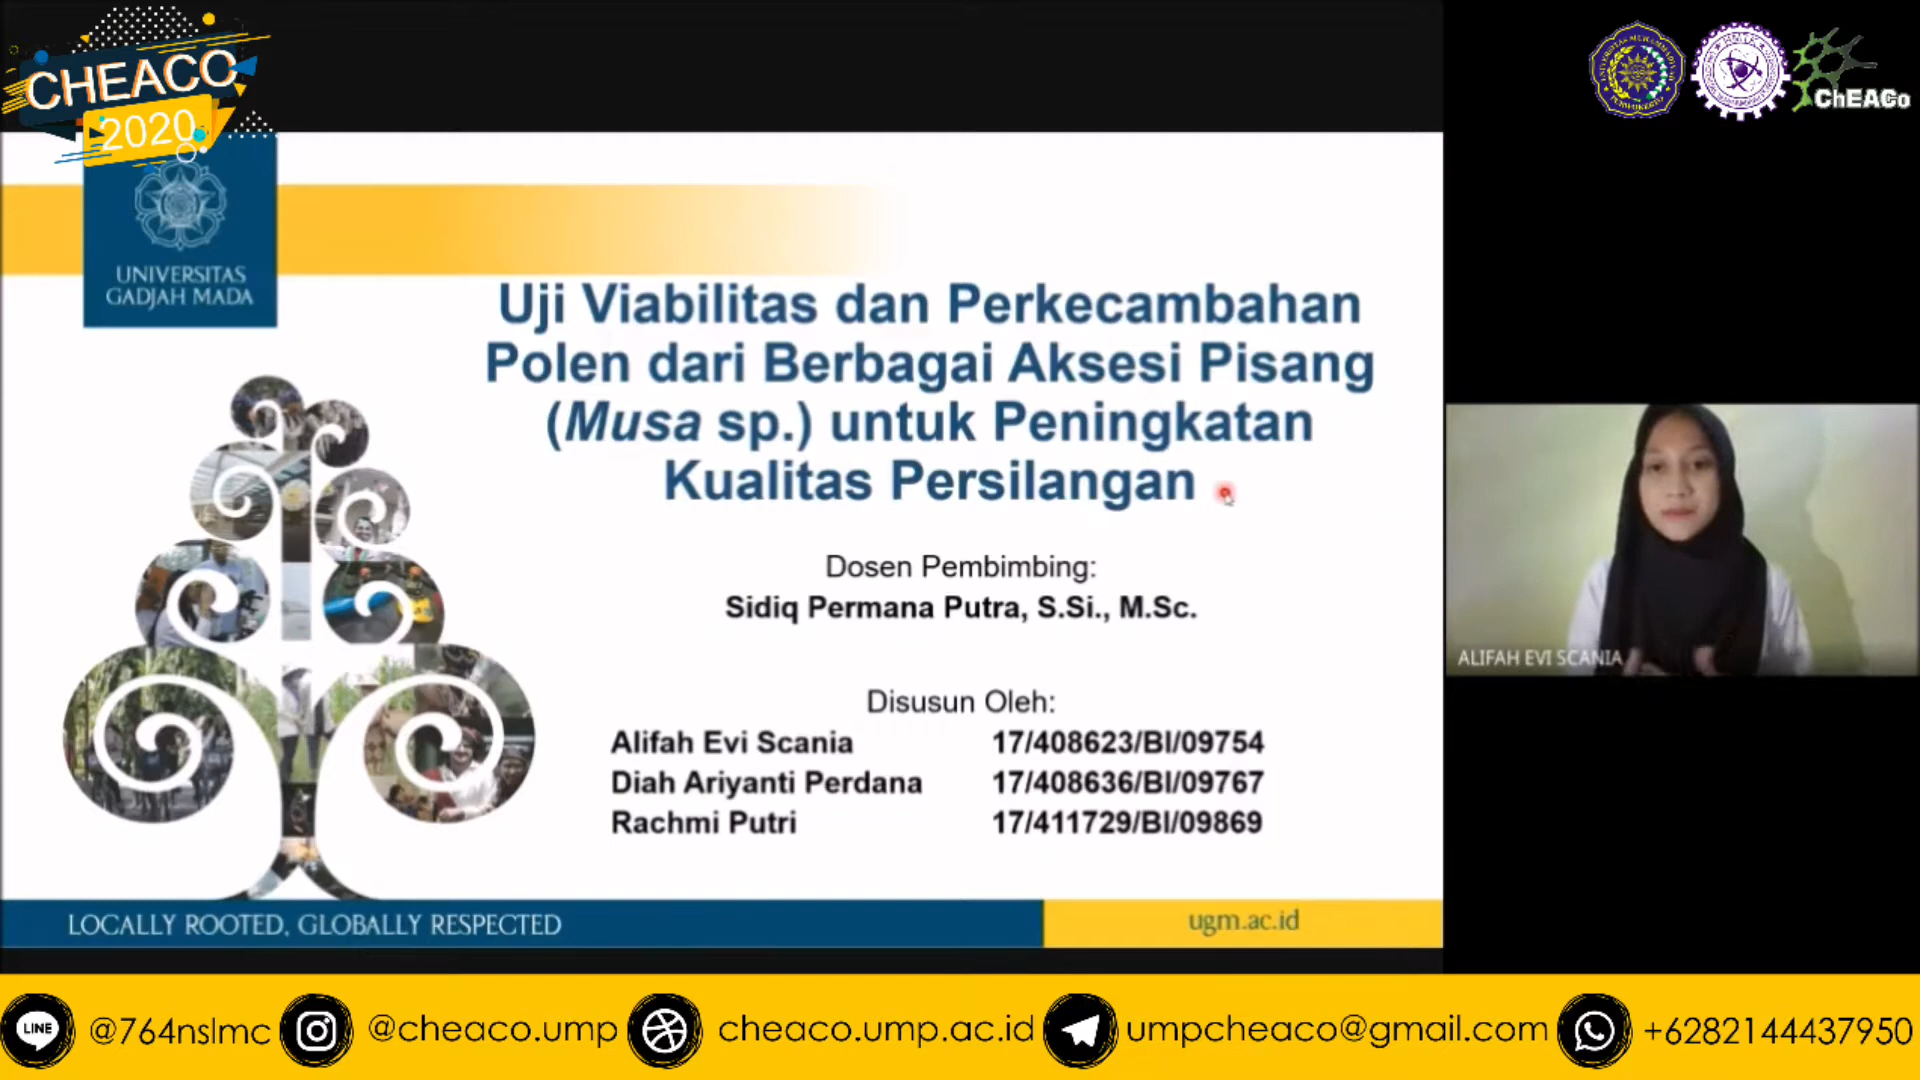 CHEACO
2020
ChEACo
UNIVERSITAS
GADJAH MADA
Uji Viabilitas dan Perkecambahan
Polen dari Berbagai Aksesi Pisang
(Musa sp.) untuk Peningkatan
Kualitas Persilangan
Dosen Pembimbing:
Sidiq Permana Putra, S.Si., M.Sc.
Disusun Oleh:
Alifah Evi Scania 17/408623/BI/09754
Diah Ariyanti Perdana 17/408636/BI/09767
Rachmi Putri 17/411729/BI/09869
ALIFAH EVI SCANIA
LOCALLY ROOTED, GLOBALLY RESPECTED
ugm.ac.id
LINE @764nslmc @cheaco.ump cheaco.ump.ac.id umpcheaco@gmail.com +6282144437950